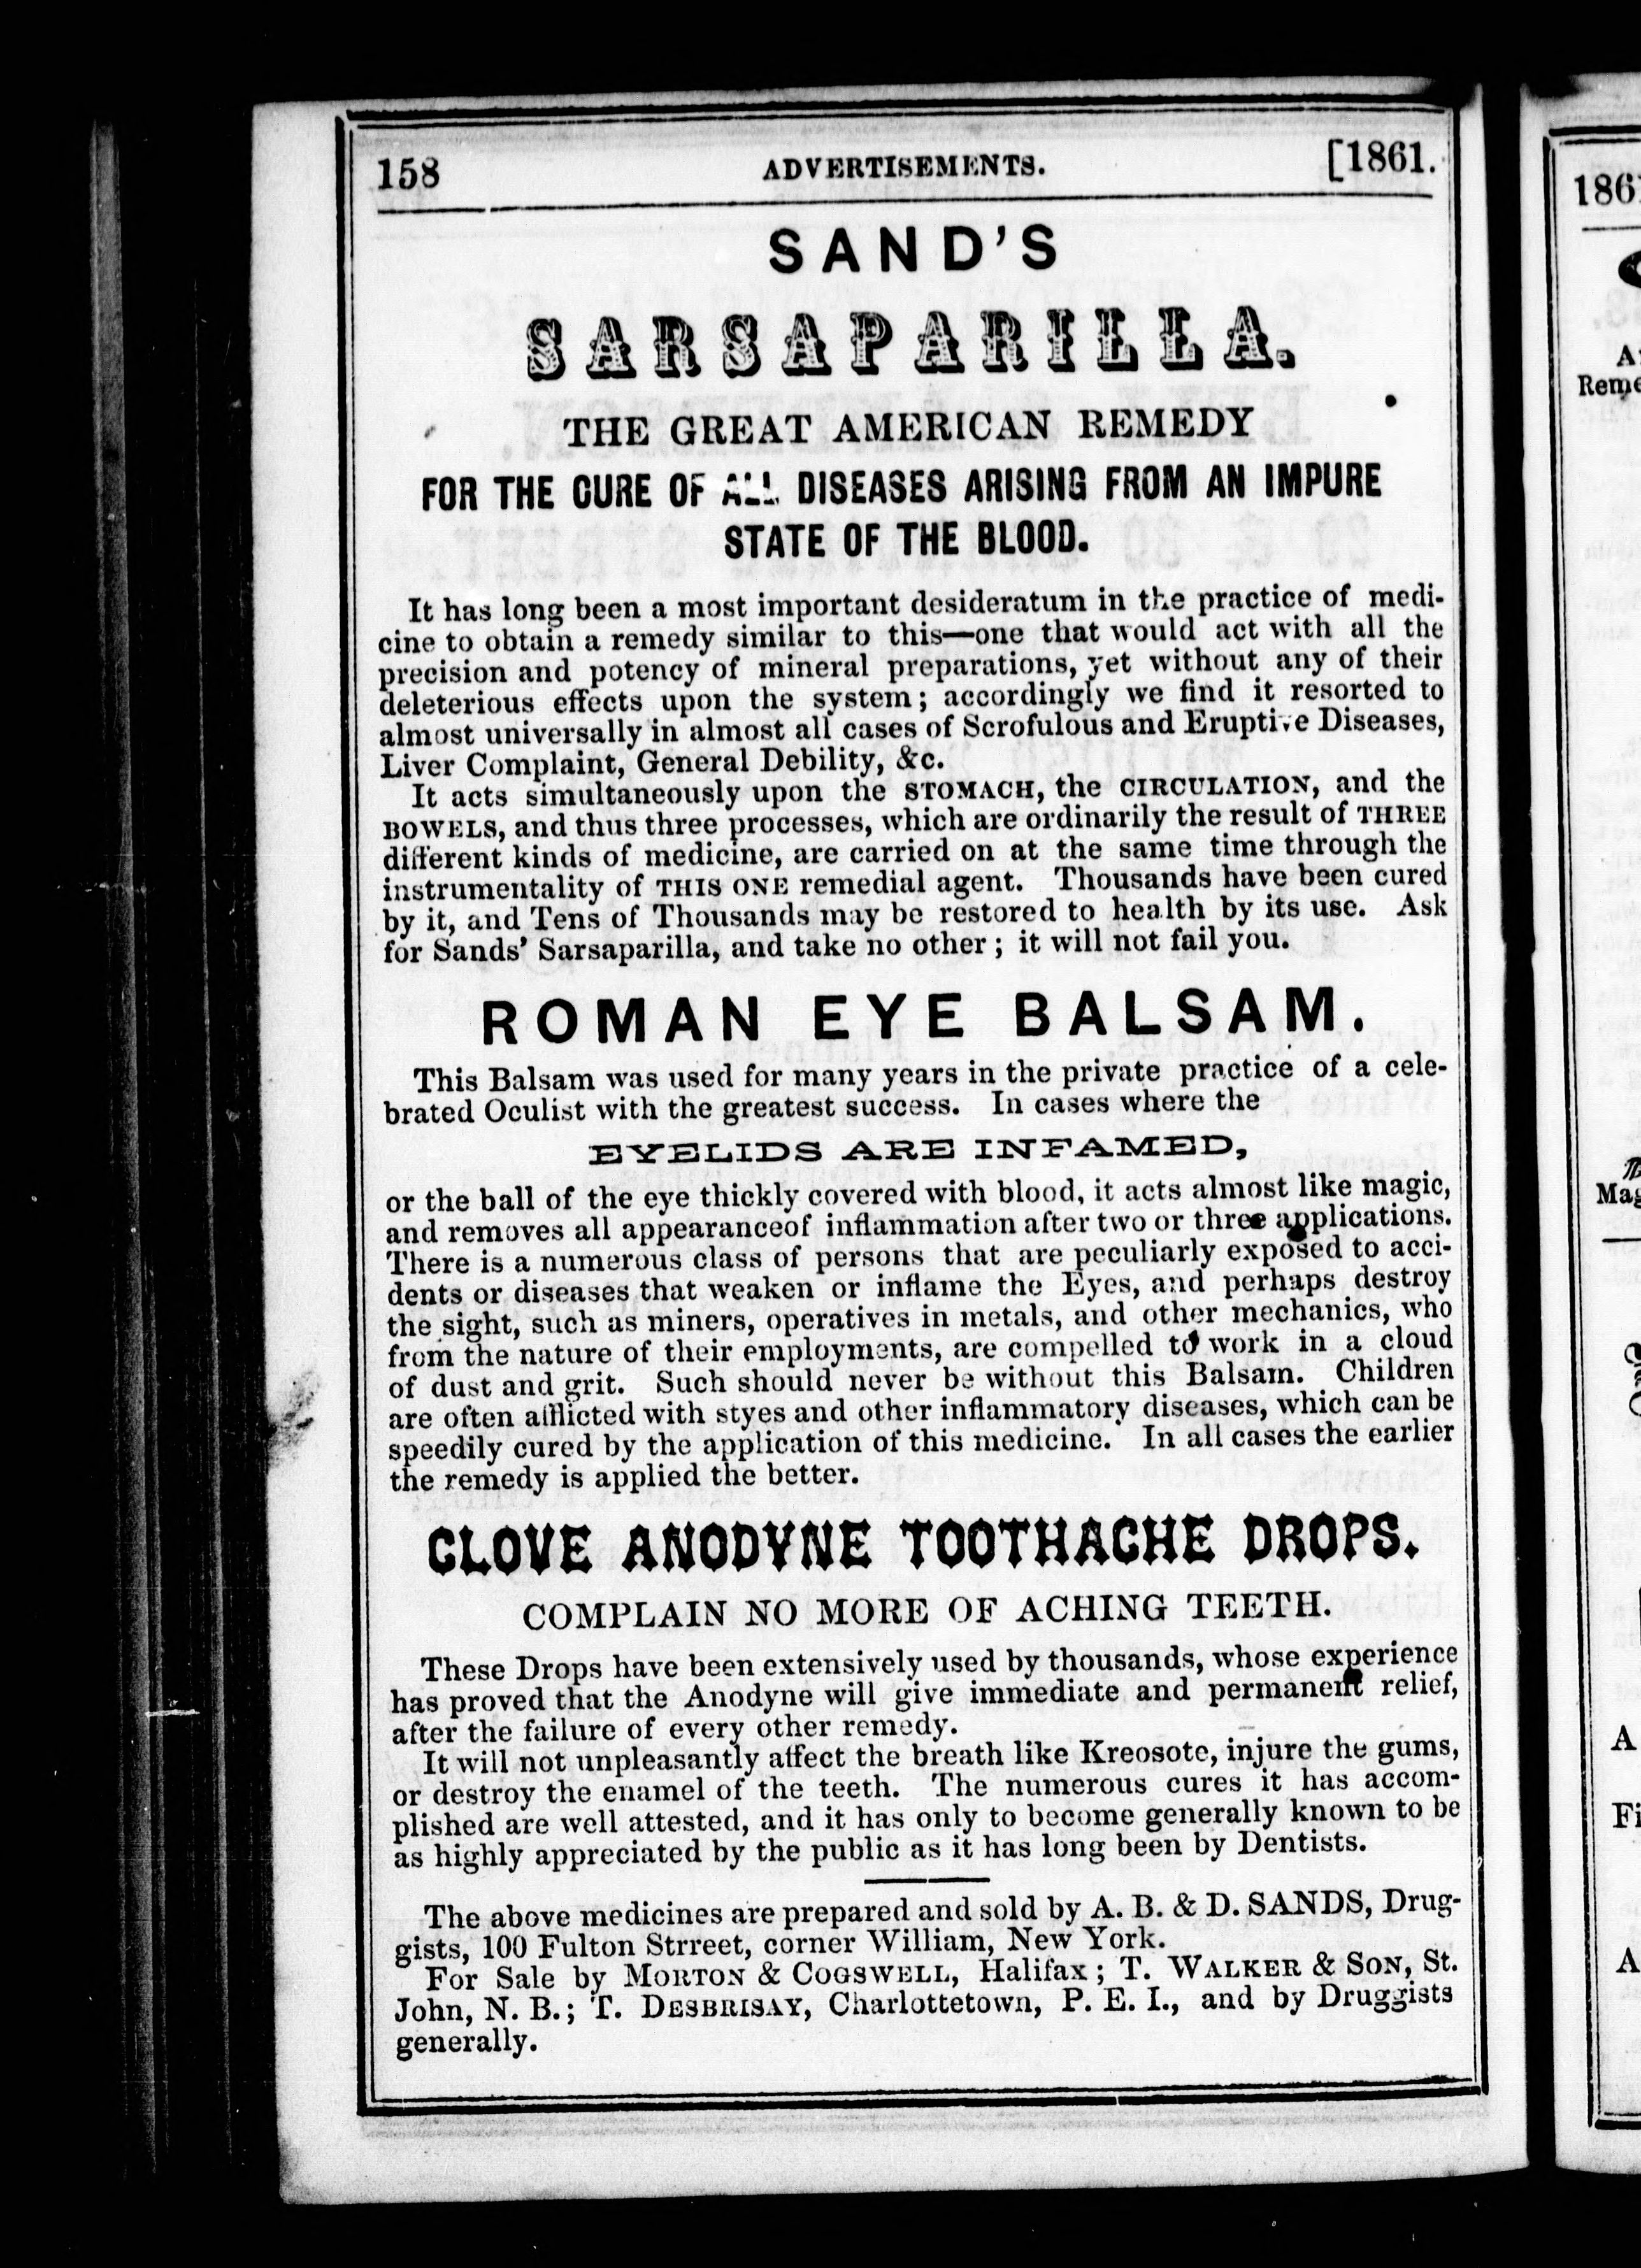 158 ADVERTISEMENTS. [1861.
SAND'S
SARSAPARILLA.
THE GREAT AMERICAN REMEDY
FOR THE CURE OF ALL DISEASES ARISING FROM AN IMPURE
STATE OF THE BLOOD.
It has long been a most important desideratum in the practice of medi-
cine to obtain a remedy similar to this—one that would act with all the
precision and potency of mineral preparations, yet without any of their
deleterious effects upon the system; accordingly we find it resorted to
almost universally in almost all cases of Scrofulous and Eruptive Diseases,
Liver Complaint, General Debility, &c.
It acts simultaneously upon the STOMACH, the CIRCULATION, and the
BOWELS, and thus three processes, which are ordinarily the result of THREE
different kinds of medicine, are carried on at the same time through the
instrumentality of THIS ONE remedial agent. Thousands have been cured
by it, and Tens of Thousands may be restored to health by its use. Ask
for Sands' Sarsaparilla, and take no other; it will not fail you.
ROMAN EYE BALSAM.
This Balsam was used for many years in the private practice of a cele-
brated Oculist with the greatest success. In cases where the
EYELIDS ARE INFAMED,
or the ball of the eye thickly covered with blood, it acts almost like magic,
and removes all appearanceof inflammation after two or three applications.
There is a numerous class of persons that are peculiarly exposed to acci-
dents or diseases that weaken or inflame the Eyes, and perhaps destroy
the sight, such as miners, operatives in metals, and other mechanics, who
from the nature of their employments, are compelled to work in a cloud
of dust and grit. Such should never be without this Balsam. Children
are often afflicted with styes and other inflammatory diseases, which can be
speedily cured by the application of this medicine. In all cases the earlier
the remedy is applied the better.
CLOVE ANODYNE TOOTHACHE DROPS.
COMPLAIN NO MORE OF ACHING TEETH.
These Drops have been extensively used by thousands, whose experience
has proved that the Anodyne will give immediate and permanent relief,
after the failure of every other remedy.
It will not unpleasantly affect the breath like Kreosote, injure the gums,
or destroy the enamel of the teeth. The numerous cures it has accom-
plished are well attested, and it has only to become generally known to be
as highly appreciated by the public as it has long been by Dentists.
The above medicines are prepared and sold by A. B. & D. SANDS, Drug-
gists, 100 Fulton Strreet, corner William, New York.
For Sale by MORTON & COGSWELL, Halifax; T. WALKER & SON, St.
John, N. B.; T. DESBRISAY, Charlottetown, P. E. I., and by Druggists
generally.